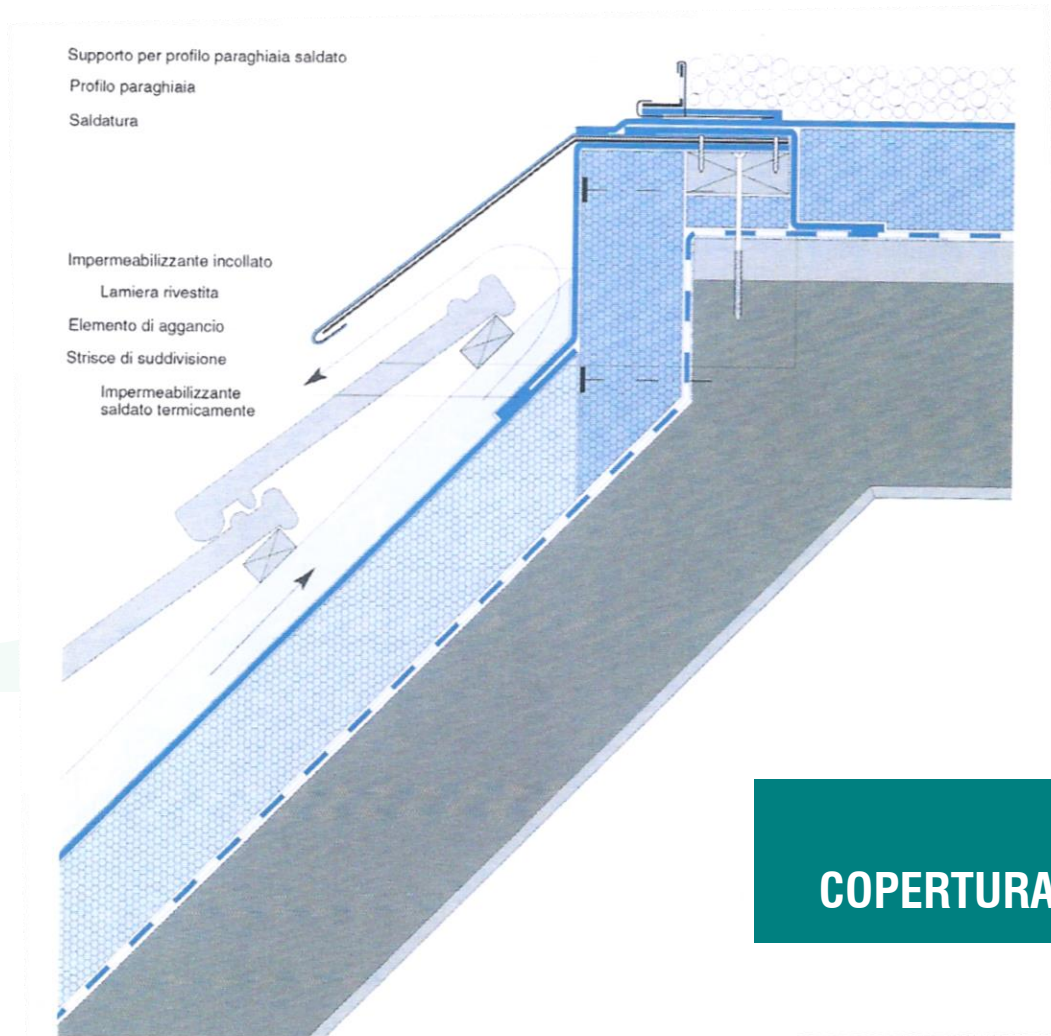 Supporto per profilo paraghiaia saldato
Profilo paraghiaia
Saldatura
Impermeabilizzante incollato
Lamiera rivestita
Elemento di aggancio
Strisce di suddivisione
Impermeabilizzante
saldato termicamente
COPERTURA